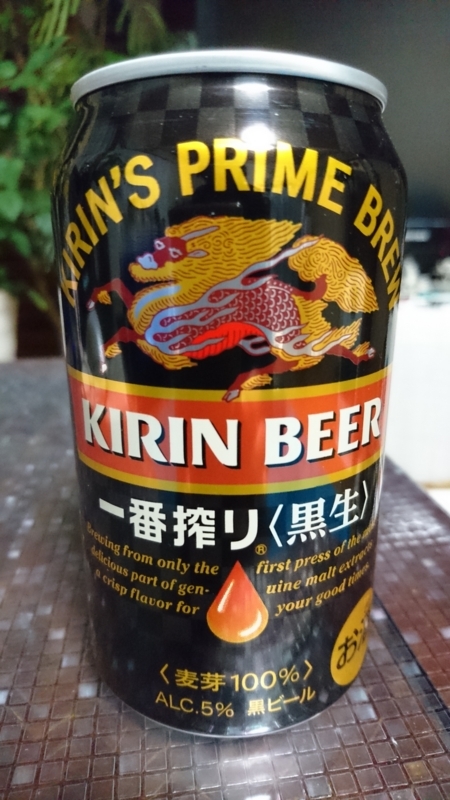 KIRIN'S PRIME BREW
KIRIN BEER
一番搾り®〈黒生〉
Brewing from only the first press of the
delicious part of gen- uine malt extracts
a crisp flavor for your good times.
お酒
〈麦芽100%〉
ALC.5% 黒ビール